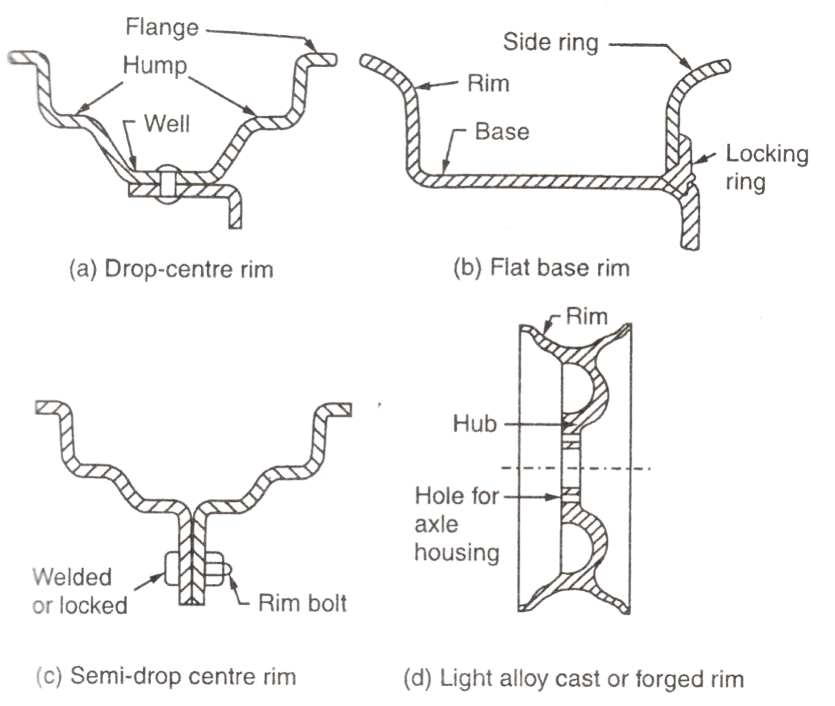 Flange
Hump
Well
(a) Drop-centre rim
Side ring
Rim
Base
Locking
ring
(b) Flat base rim
Welded
or locked
Rim bolt
(c) Semi-drop centre rim
Rim
Hub
Hole for
axle
housing
(d) Light alloy cast or forged rim